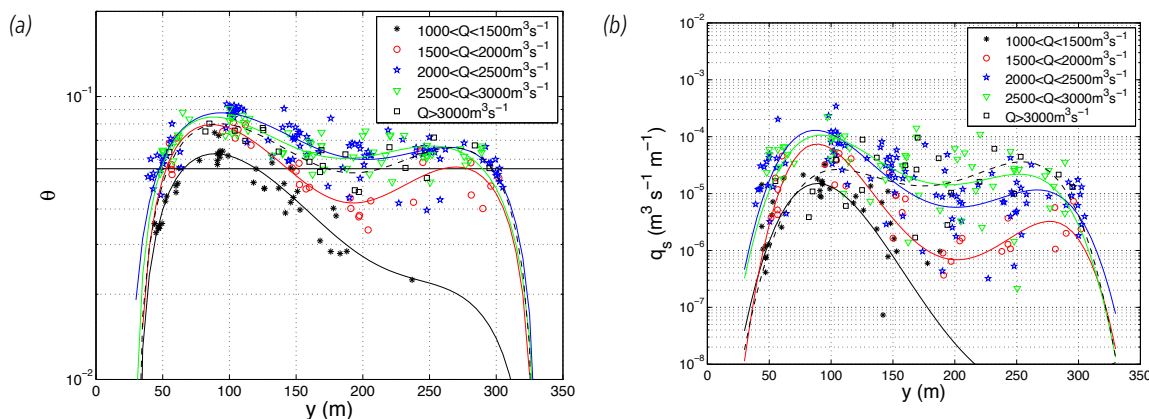 (a)
10⁻¹
10⁻²
θ
0 50 100 150 200 250 300 350
y (m)
1000<Q<1500m³s⁻¹
1500<Q<2000m³s⁻¹
2000<Q<2500m³s⁻¹
2500<Q<3000m³s⁻¹
Q>3000m³s⁻¹
(b)
10⁻²
10⁻³
10⁻⁴
10⁻⁵
10⁻⁶
10⁻⁷
10⁻⁸
qₛ (m³ s⁻¹ m⁻¹)
0 50 100 150 200 250 300 350
y (m)
1000<Q<1500m³s⁻¹
1500<Q<2000m³s⁻¹
2000<Q<2500m³s⁻¹
2500<Q<3000m³s⁻¹
Q>3000m³s⁻¹